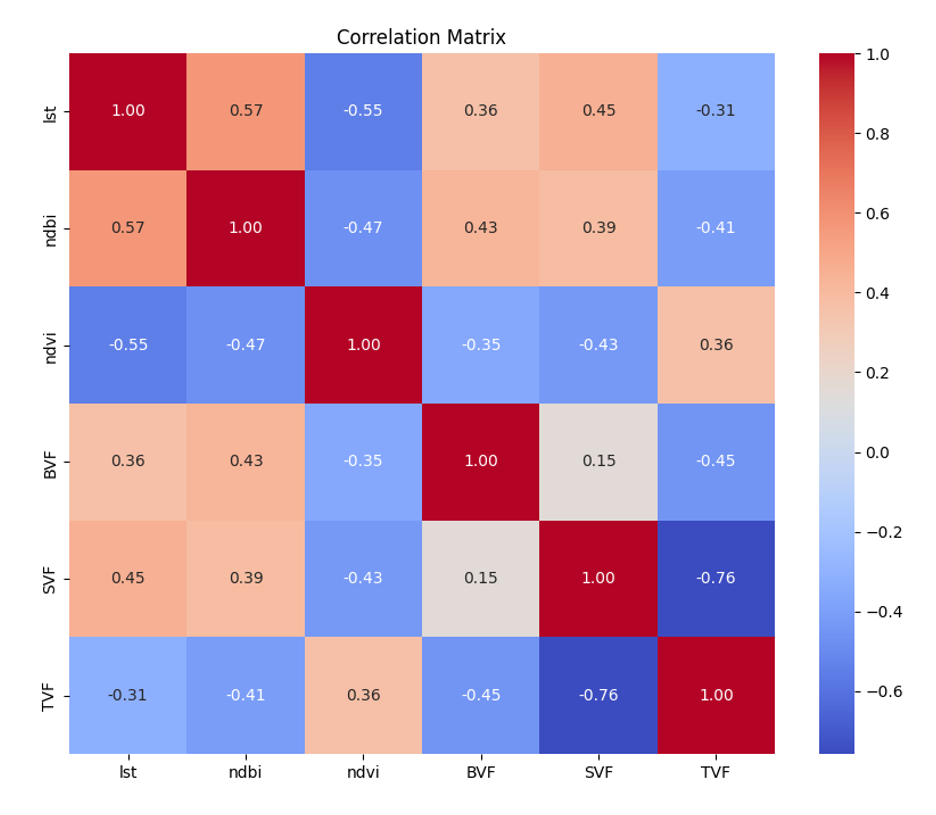 Correlation Matrix
lst 1.00 0.57 -0.55 0.36 0.45 -0.31
ndbi 0.57 1.00 -0.47 0.43 0.39 -0.41
ndvi -0.55 -0.47 1.00 -0.35 -0.43 0.36
BVF 0.36 0.43 -0.35 1.00 0.15 -0.45
SVF 0.45 0.39 -0.43 0.15 1.00 -0.76
TVF -0.31 -0.41 0.36 -0.45 -0.76 1.00
lst ndbi ndvi BVF SVF TVF
1.0
0.8
0.6
0.4
0.2
0.0
−0.2
−0.4
−0.6